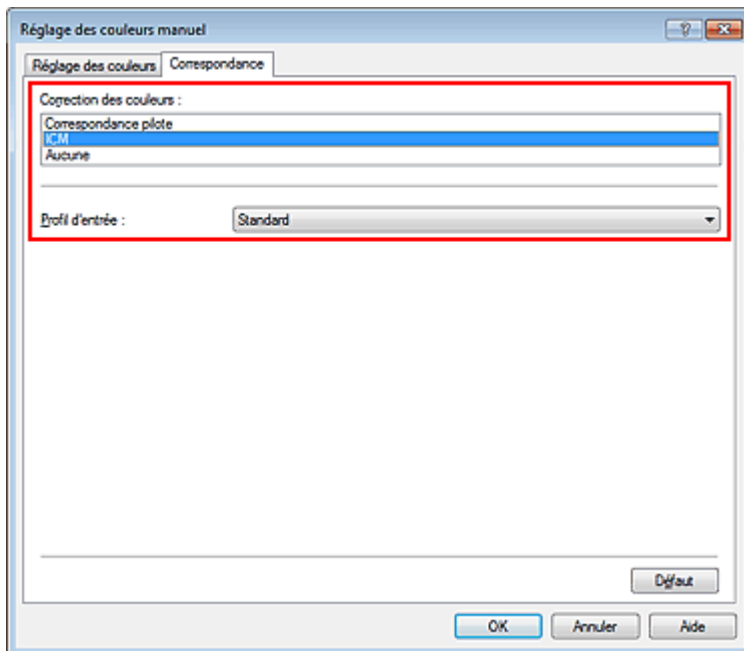 Réglage des couleurs manuel
Réglage des couleurs Correspondance
Correction des couleurs :
Correspondance pilote
ICM
Aucune
Profil d'entrée : Standard
Défaut
OK Annuler Aide